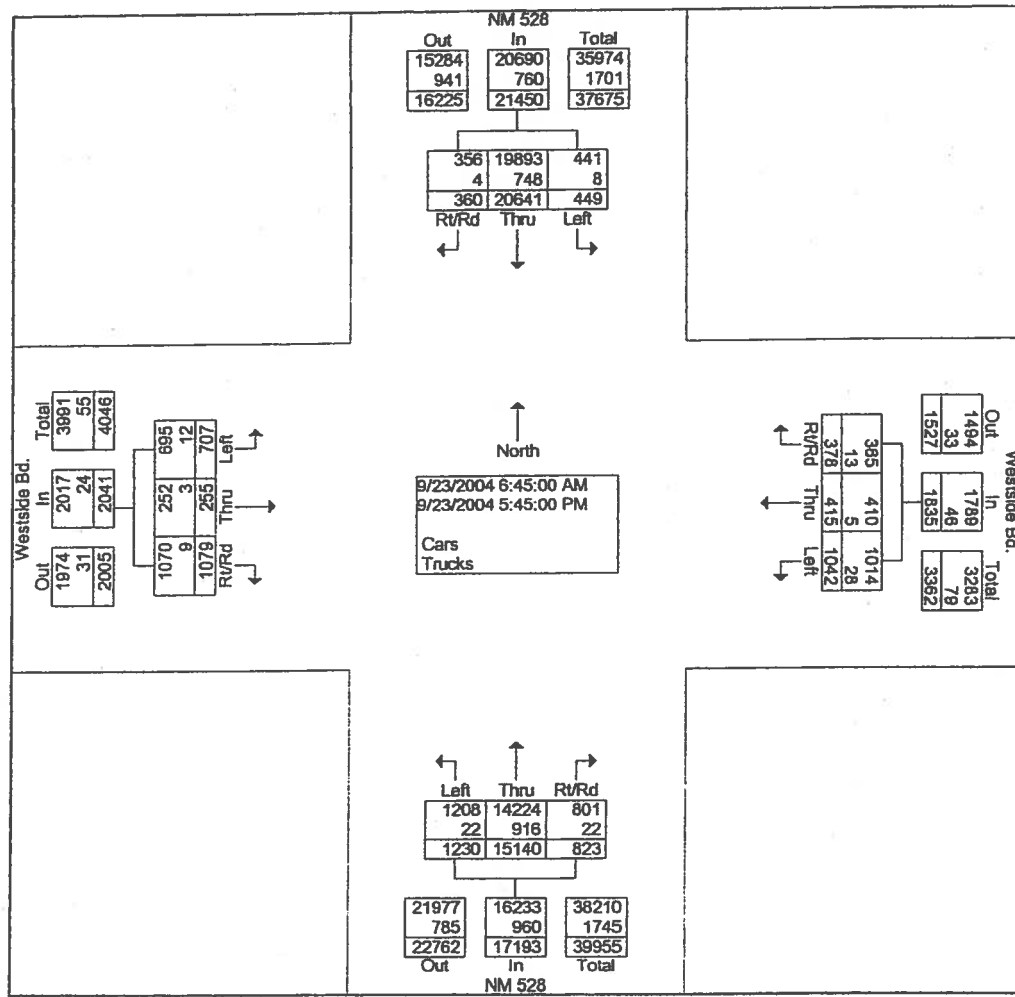 NM 528
Out In Total
15284 20690 35974
941 760 1701
16225 21450 37675
356 19893 441
4 748 8
360 20641 449
Rt/Rd Thru Left
Westside Bd.
Total In Out
3991 2017 1974
55 24 31
4046 2041 2005
695 252 1070
12 3 9
707 255 1079
Left Thru Rt/Rd
North
9/23/2004 6:45:00 AM
9/23/2004 5:45:00 PM
Cars
Trucks
Rt/Rd Thru Left
378 415 1042
13 5 28
365 410 1014
1527 1835 3362
33 46 79
1494 1789 3283
Out In Total
Westside Bd.
Left Thru Rt/Rd
1208 14224 801
22 916 22
1230 15140 823
21977 16233 38210
785 960 1745
22762 17193 39955
Out In Total
NM 528